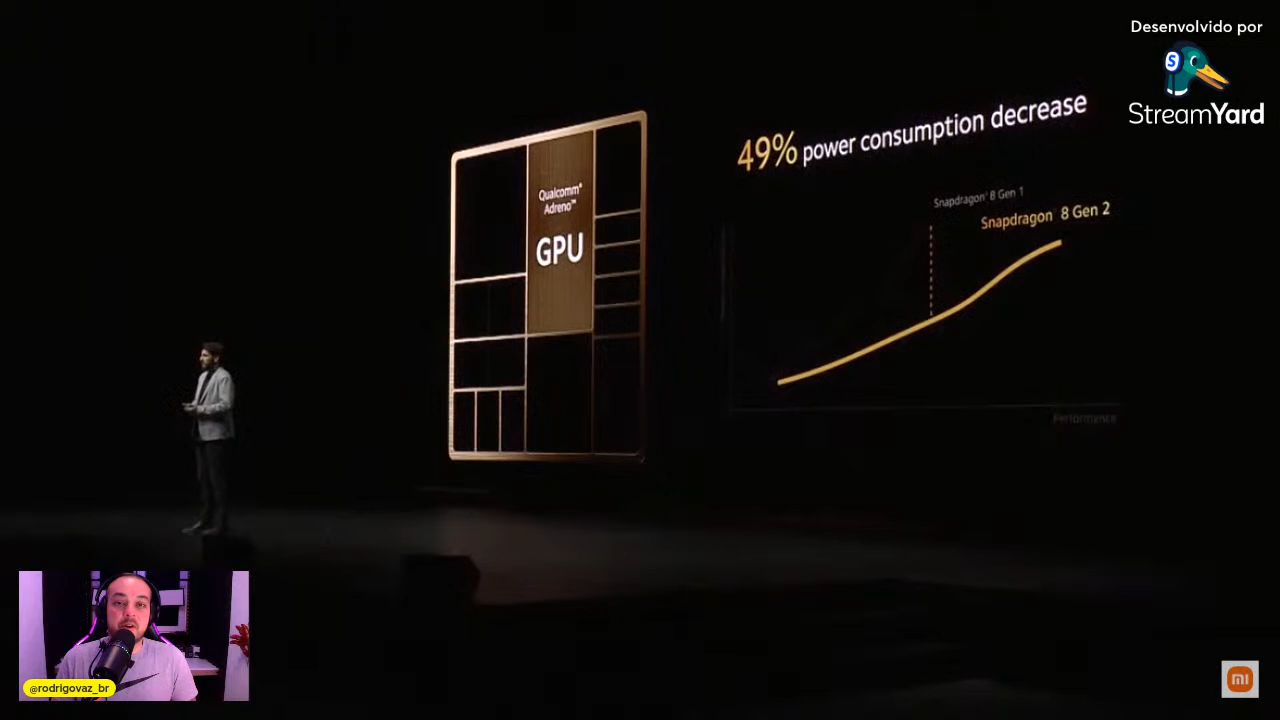 Desenvolvido por
StreamYard
49% power consumption decrease
Qualcomm®
Adreno™
GPU
Snapdragon® 8 Gen 1
Snapdragon 8 Gen 2
Performance
@rodrigovaz_br
mi